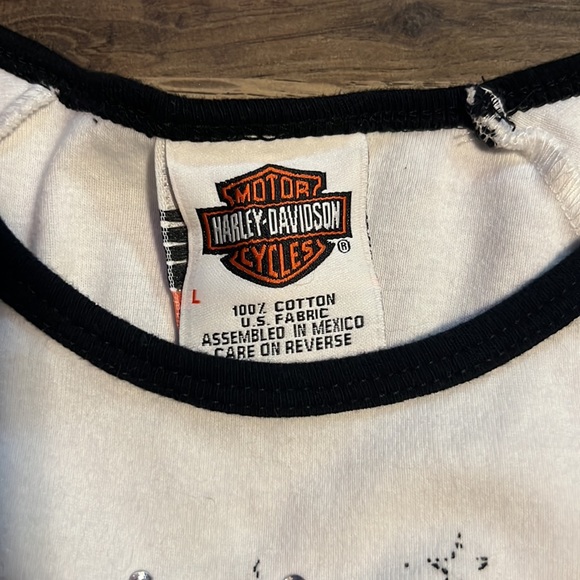 MOTOR
HARLEY-DAVIDSON
CYCLES
®
L
100% COTTON
U.S. FABRIC
ASSEMBLED IN MEXICO
CARE ON REVERSE